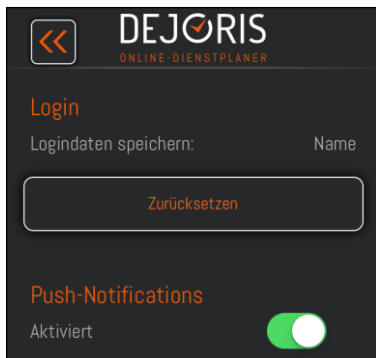 DEJORIS
ONLINE-DIENSTPLANER
Login
Logindaten speichern: Name
Zurücksetzen
Push-Notifications
Aktiviert